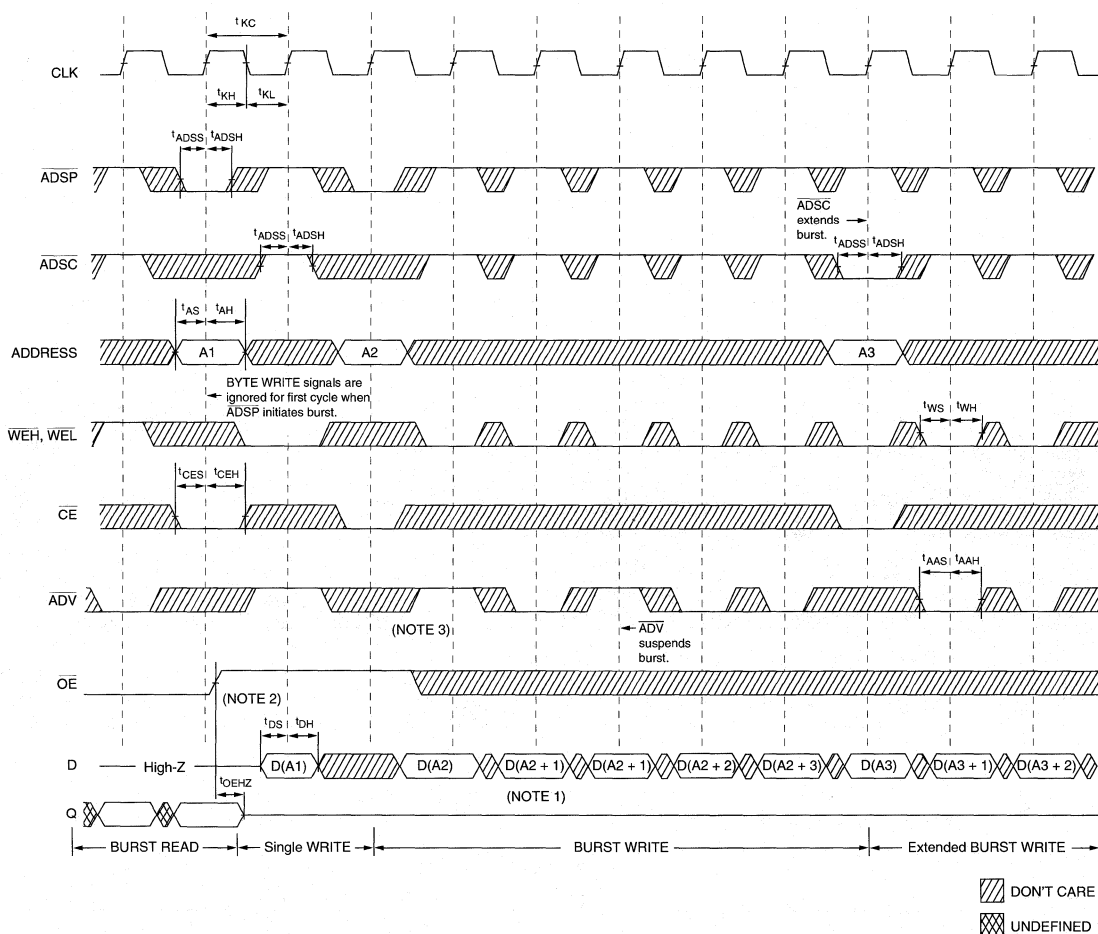 tKC
CLK
tKH tKL
tADSS tADSH
ADSP
ADSC
extends
burst.
tADSS tADSH
tADSS tADSH
ADSC
tAS tAH
ADDRESS A1 A2 A3
BYTE WRITE signals are
ignored for first cycle when
ADSP initiates burst.
tWS tWH
WEH, WEL
tCES tCEH
CE
tAAS tAAH
ADV
(NOTE 3)
ADV
suspends
burst.
OE
(NOTE 2)
tDS tDH
D High-Z D(A1) D(A2) D(A2 + 1) D(A2 + 1) D(A2 + 2) D(A2 + 3) D(A3) D(A3 + 1) D(A3 + 2)
tOEHZ
(NOTE 1)
Q
BURST READ Single WRITE BURST WRITE Extended BURST WRITE
DON'T CARE
UNDEFINED